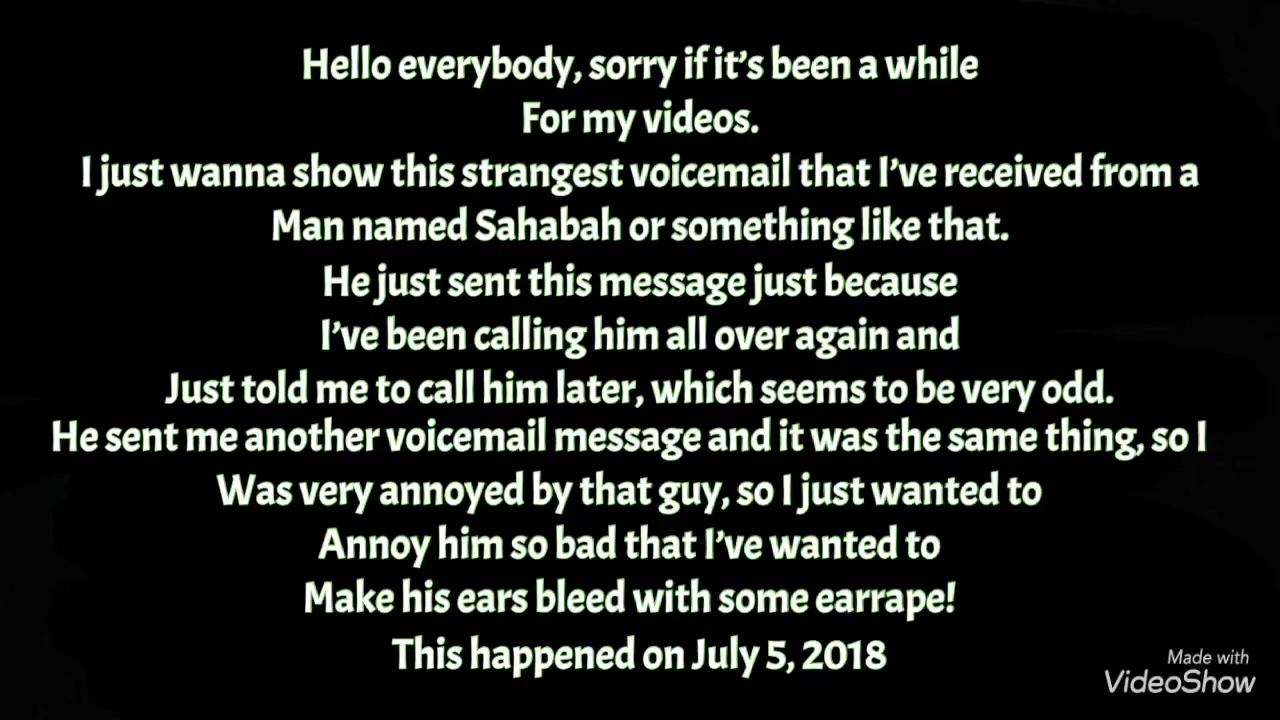 Hello everybody, sorry if it's been a while
For my videos.
I just wanna show this strangest voicemail that I've received from a
Man named Sahabah or something like that.
He just sent this message just because
I've been calling him all over again and
Just told me to call him later, which seems to be very odd.
He sent me another voicemail message and it was the same thing, so I
Was very annoyed by that guy, so I just wanted to
Annoy him so bad that I've wanted to
Make his ears bleed with some earrape!
This happened on July 5, 2018
Made with
VideoShow